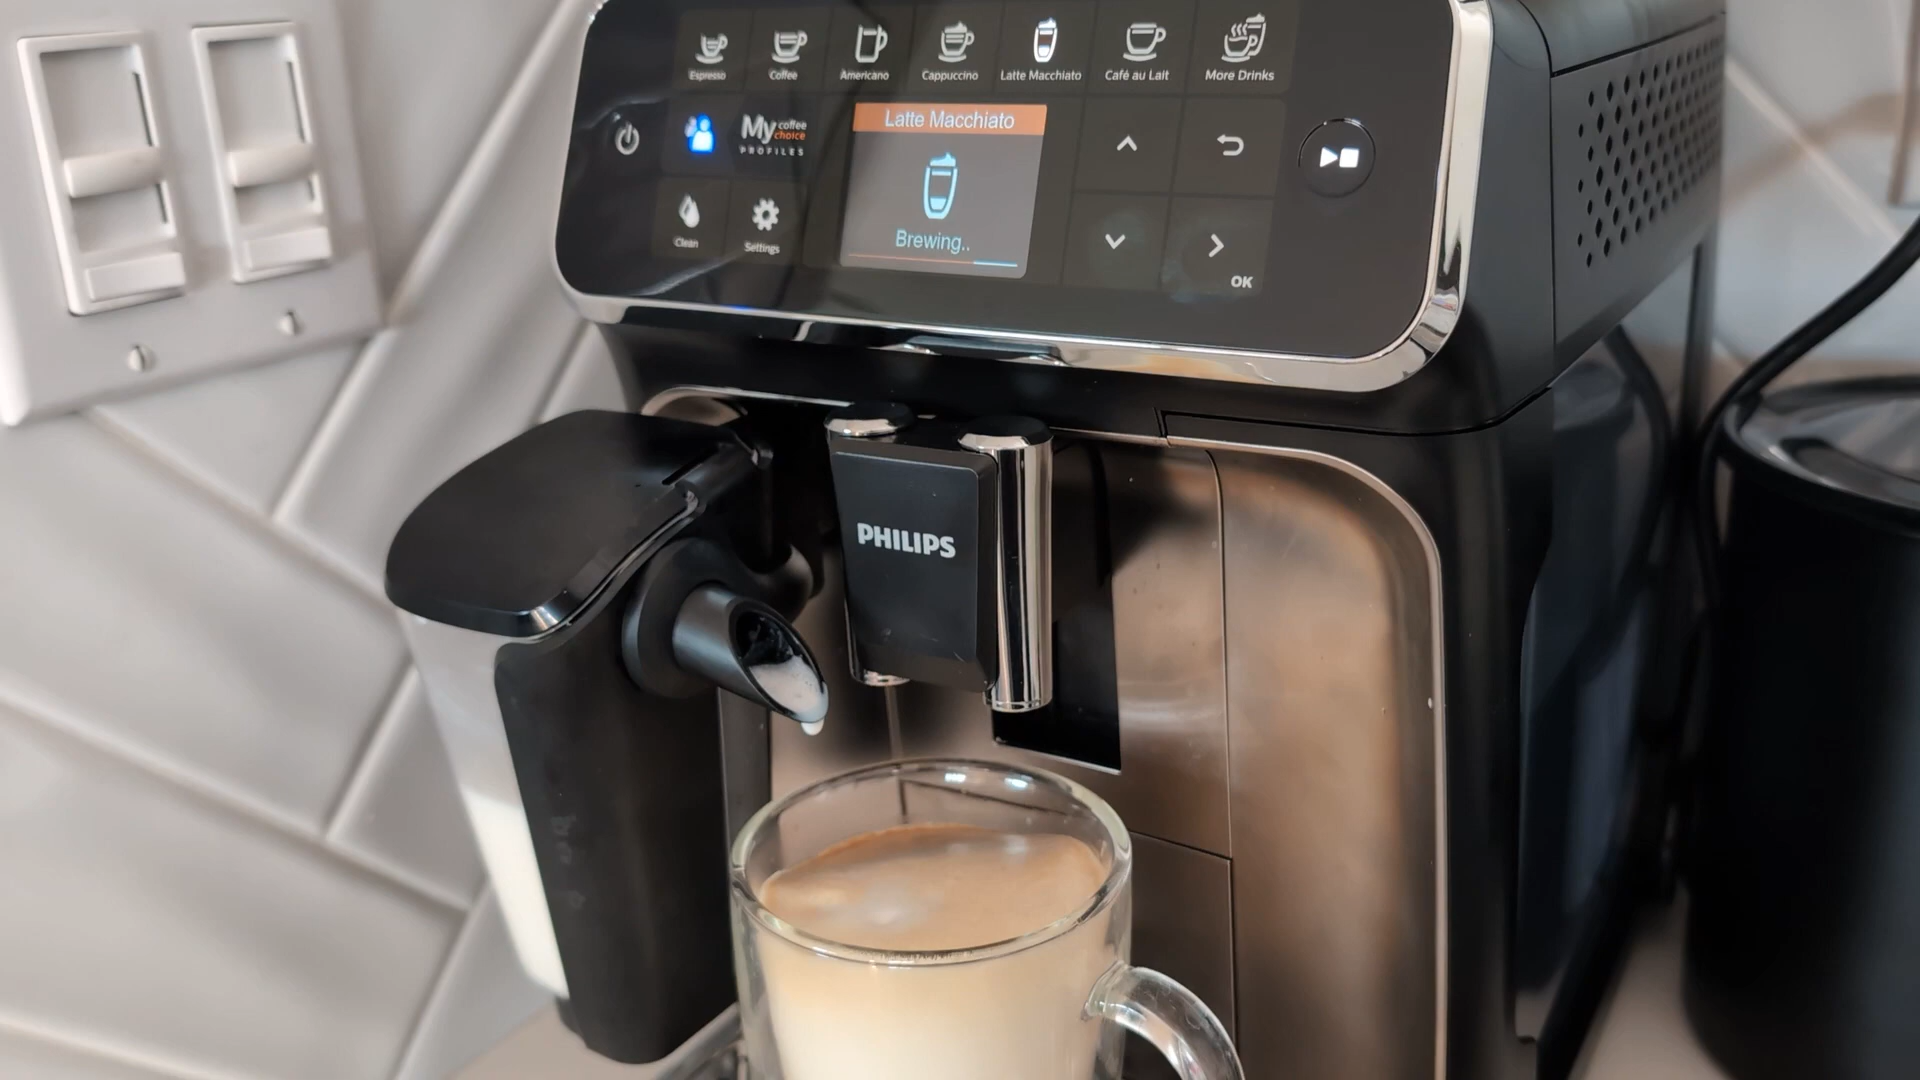 Espresso
Coffee
Americano
Cappuccino
Latte Macchiato
Café au Lait
More Drinks
My coffee choice
PROFILES
Latte Macchiato
Brewing..
Clean
Settings
OK
PHILIPS